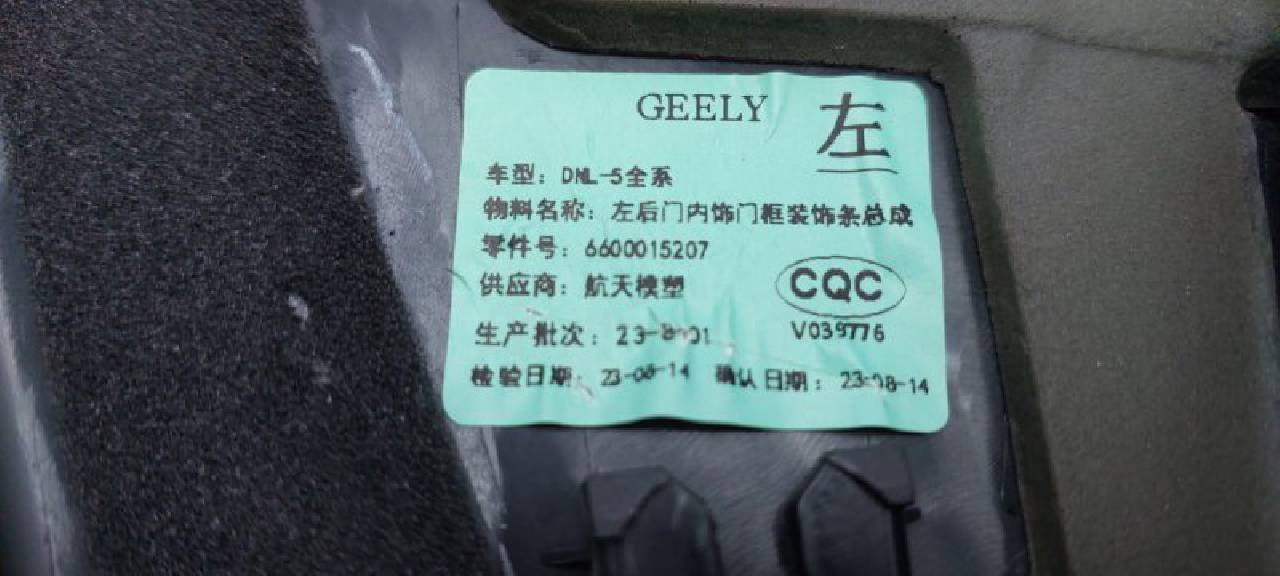 GEELY 左
车型：DNL-5全系
物料名称：左后门内饰门框装饰条总成
零件号：6600015207
供应商：航天模塑
CQC
生产批次：
V039776
检验日期：23-08-14 确认日期：23-08-14